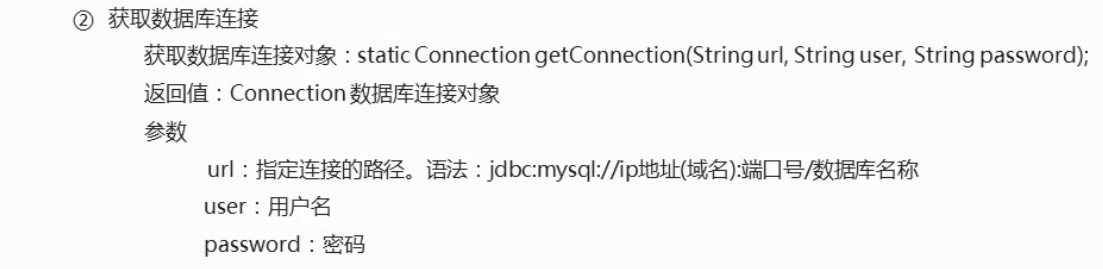 ② 获取数据库连接
获取数据库连接对象：static Connection getConnection(String url, String user, String password);
返回值：Connection 数据库连接对象
参数
url：指定连接的路径。语法：jdbc:mysql://ip地址(域名):端口号/数据库名称
user：用户名
password：密码